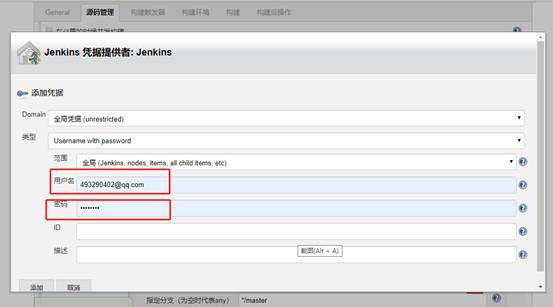 General 源码管理 构建触发器 构建环境 构建 构建后操作
Jenkins 凭据提供者: Jenkins
添加凭据
Domain 全局凭据 (unrestricted)
类型 Username with password
范围 全局 (Jenkins, nodes, items, all child items, etc)
用户名 493290402@qq.com
密码 ••••••••
ID
描述
截图(Alt + A)
添加 取消
指定分支（为空时代表any） */master